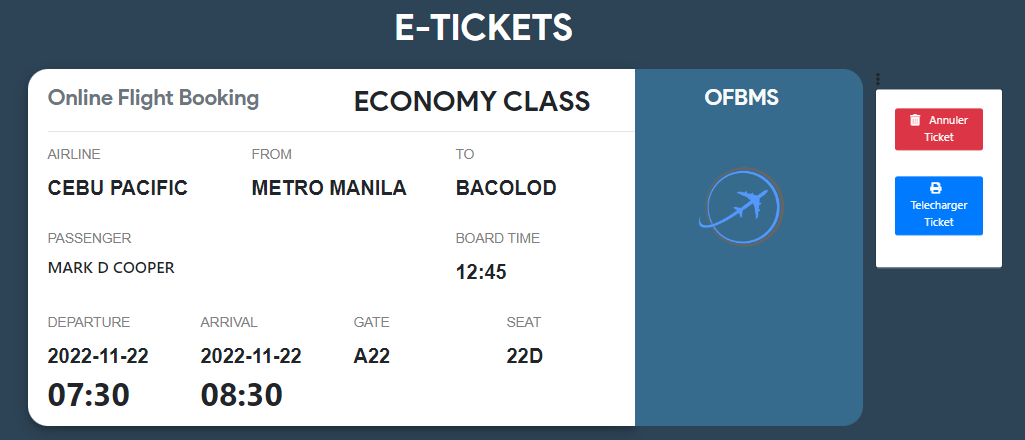 E-TICKETS
Online Flight Booking
ECONOMY CLASS
OFBMS
AIRLINE
FROM
TO
CEBU PACIFIC
METRO MANILA
BACOLOD
PASSENGER
BOARD TIME
MARK D COOPER
12:45
DEPARTURE
ARRIVAL
GATE
SEAT
2022-11-22
2022-11-22
A22
22D
07:30
08:30
Annuler
Ticket
Telecharger
Ticket